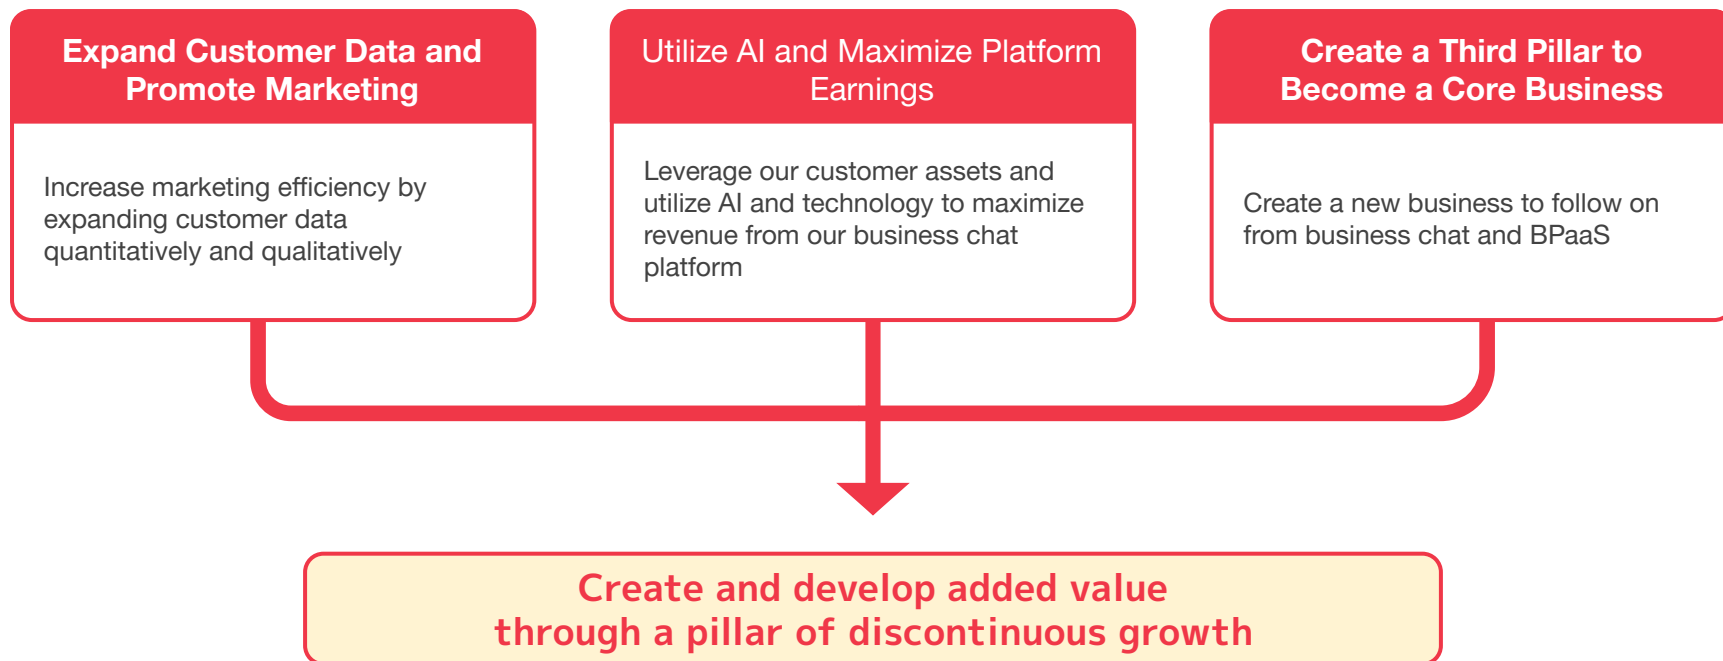 Expand Customer Data and
Promote Marketing
Increase marketing efficiency by
expanding customer data
quantitatively and qualitatively
Utilize AI and Maximize Platform
Earnings
Leverage our customer assets and
utilize AI and technology to maximize
revenue from our business chat
platform
Create a Third Pillar to
Become a Core Business
Create a new business to follow on
from business chat and BPaaS
Create and develop added value
through a pillar of discontinuous growth